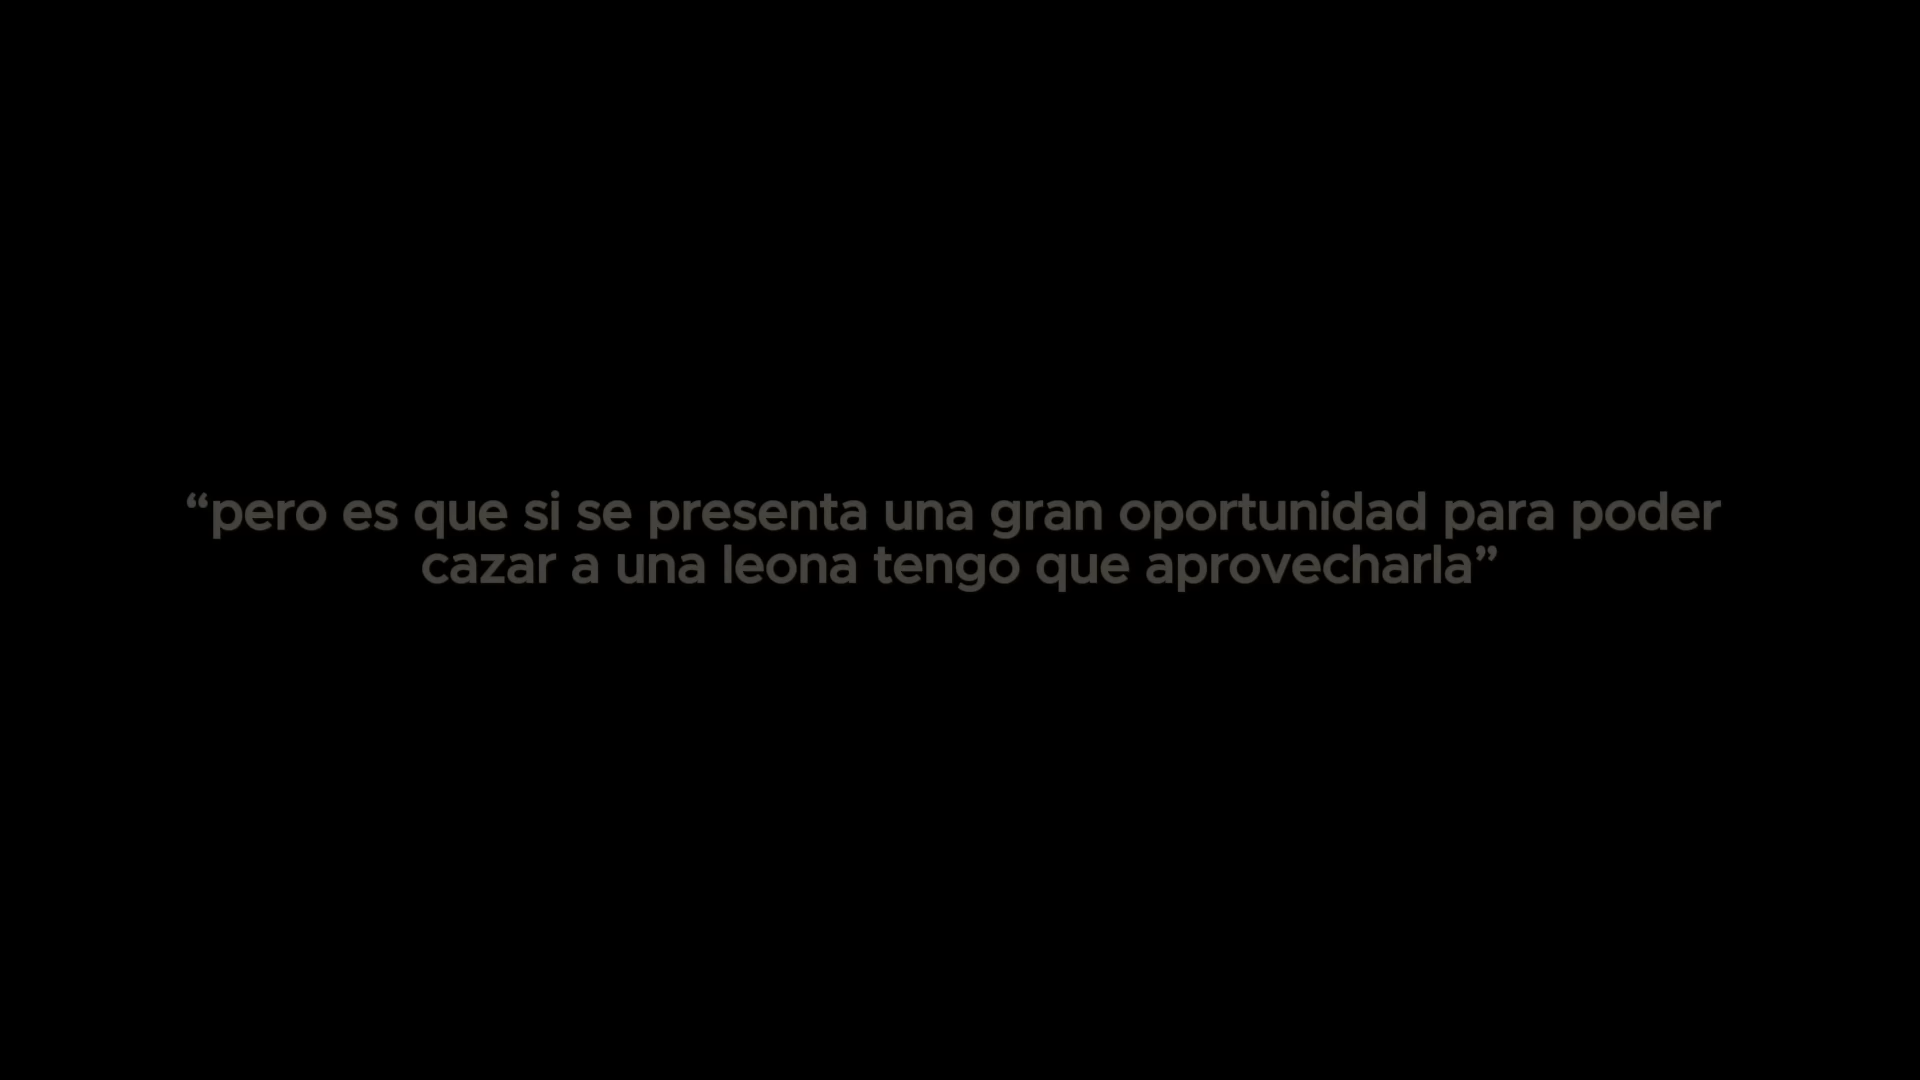 “pero es que si se presenta una gran oportunidad para poder
cazar a una leona tengo que aprovecharla”